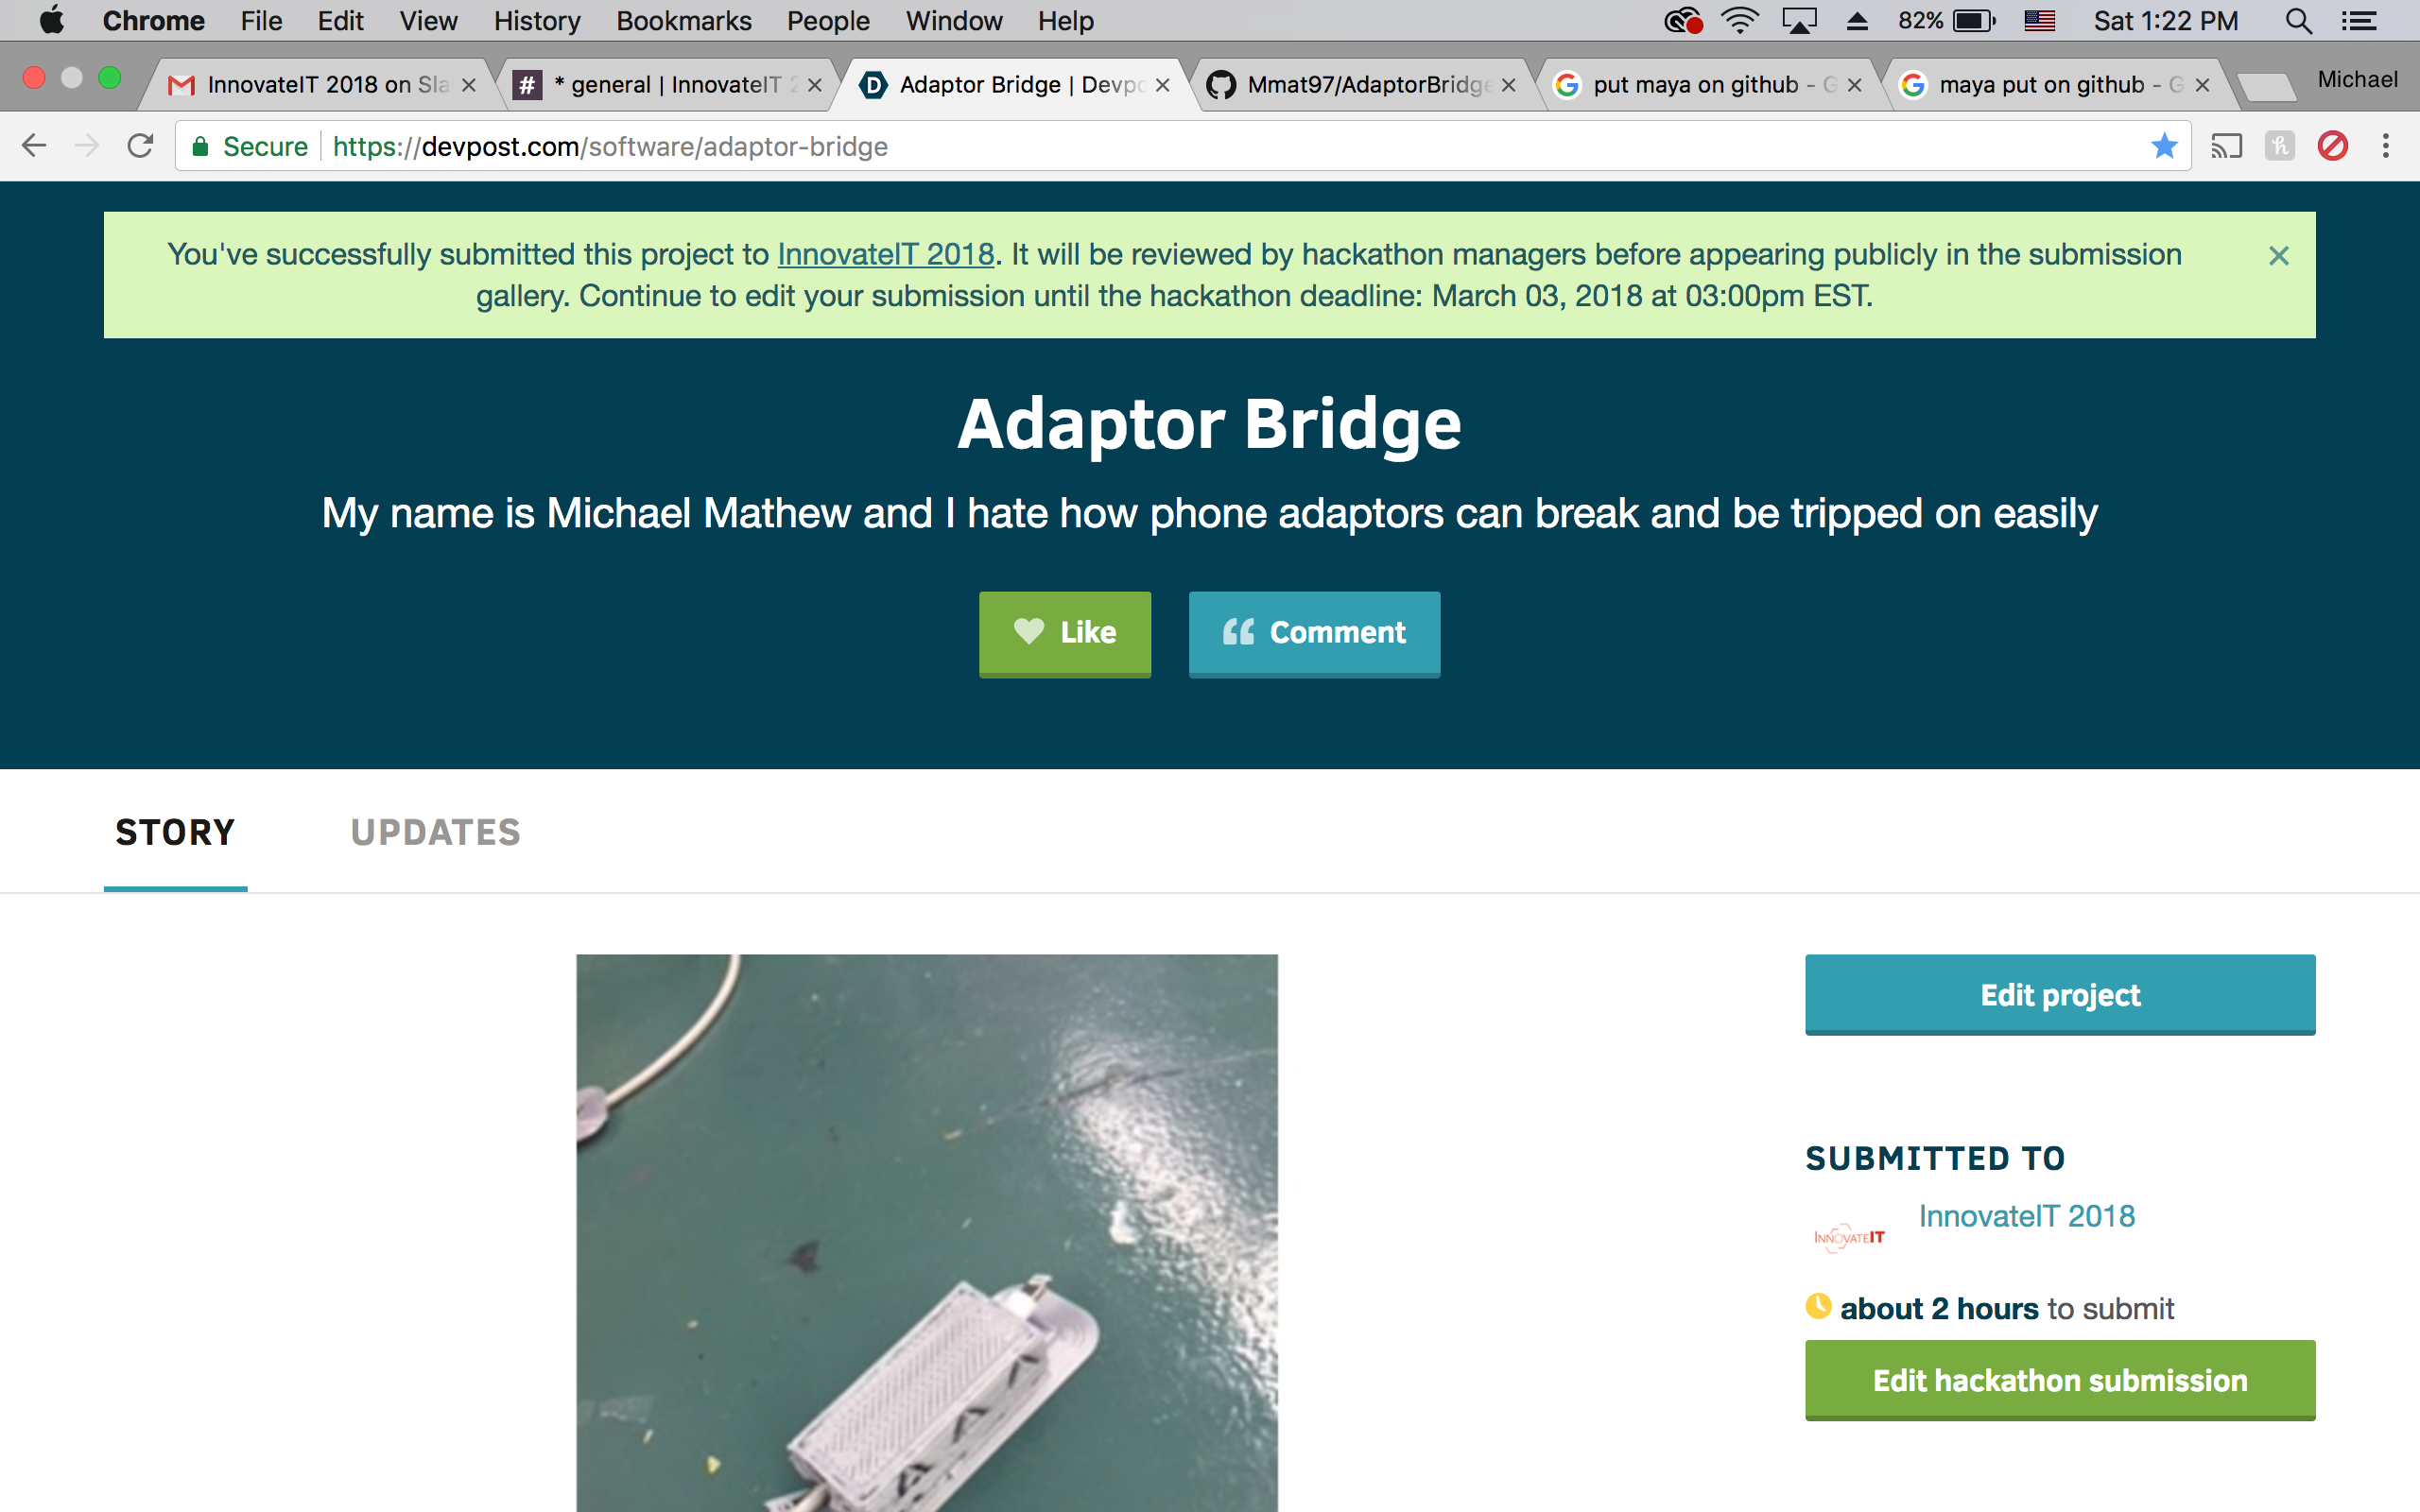 Chrome File Edit View History Bookmarks People Window Help 82% Sat 1:22 PM
InnovateIT 2018 on Sla * general | InnovateIT 2 Adaptor Bridge | Devpo Mmat97/AdaptorBridge put maya on github - G maya put on github - G Michael
Secure https://devpost.com/software/adaptor-bridge
You've successfully submitted this project to InnovateIT 2018. It will be reviewed by hackathon managers before appearing publicly in the submission
gallery. Continue to edit your submission until the hackathon deadline: March 03, 2018 at 03:00pm EST.
Adaptor Bridge
My name is Michael Mathew and I hate how phone adaptors can break and be tripped on easily
Like Comment
STORY UPDATES
Edit project
SUBMITTED TO
INNOVATEIT InnovateIT 2018
about 2 hours to submit
Edit hackathon submission